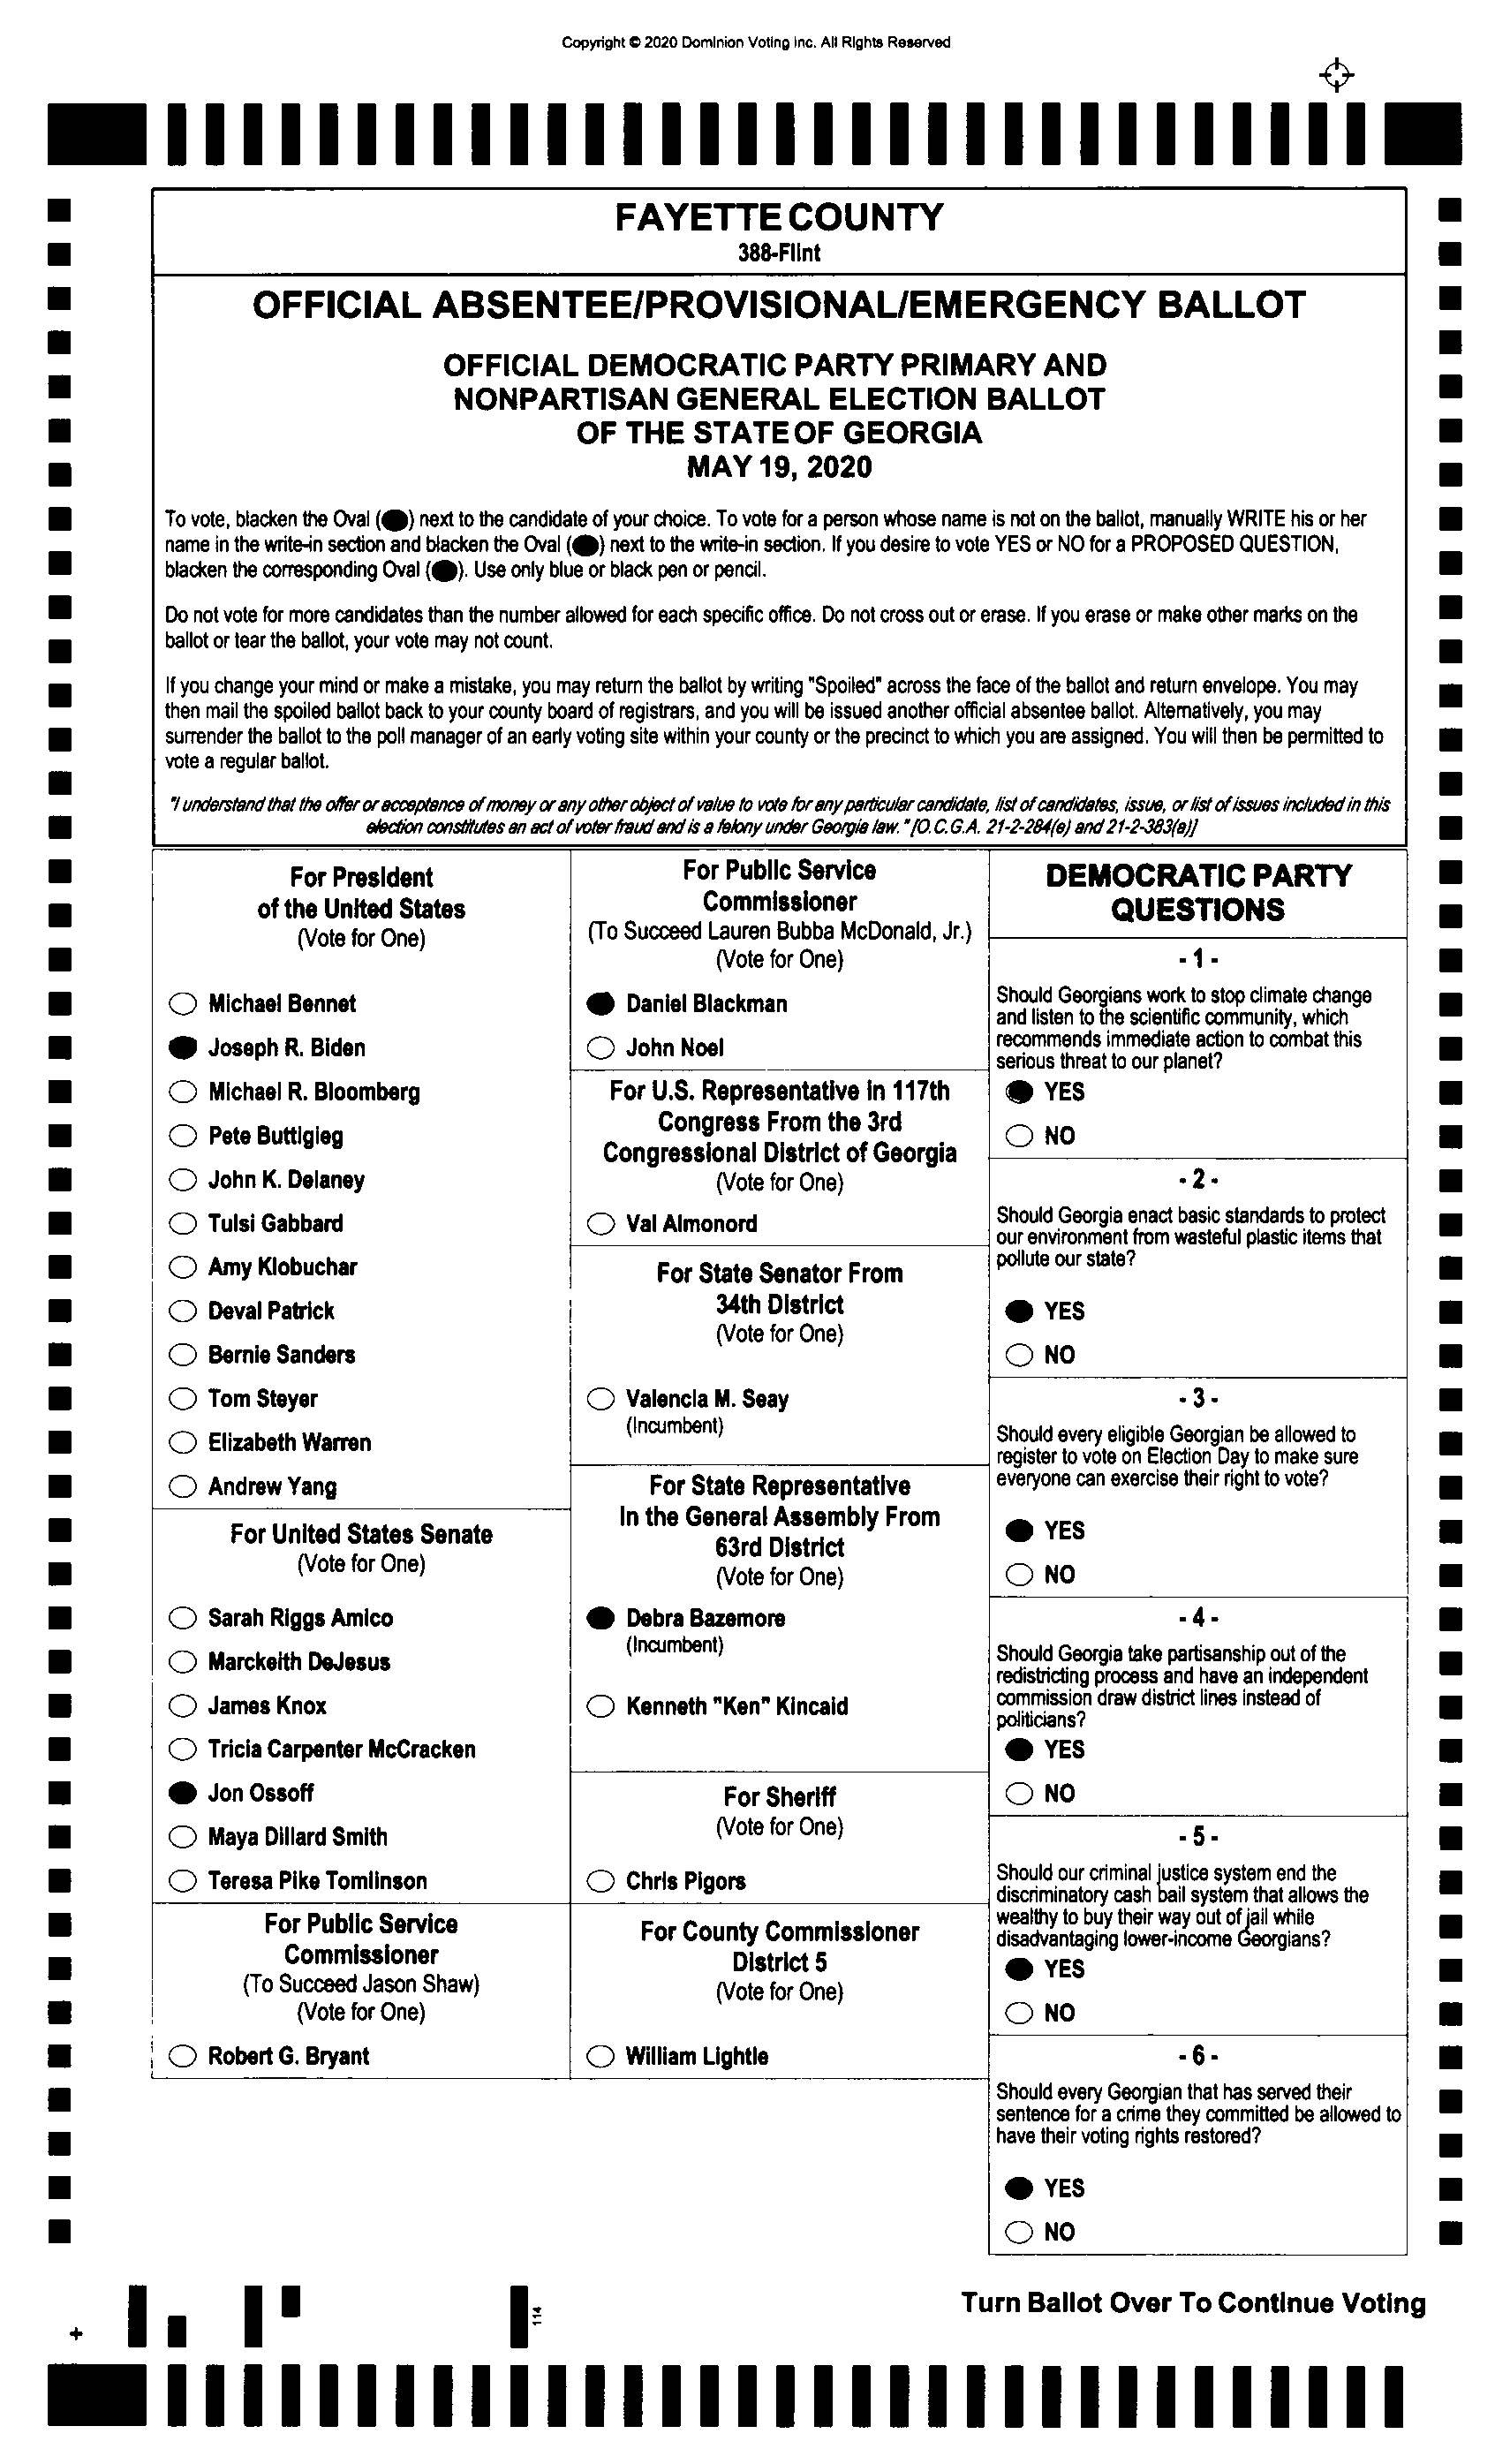 Copyright © 2020 Dominion Voting Inc. All Rights Reserved
FAYETTE COUNTY
388-Flint
OFFICIAL ABSENTEE/PROVISIONAL/EMERGENCY BALLOT
OFFICIAL DEMOCRATIC PARTY PRIMARY AND
NONPARTISAN GENERAL ELECTION BALLOT
OF THE STATE OF GEORGIA
MAY 19, 2020
To vote, blacken the Oval (●) next to the candidate of your choice. To vote for a person whose name is not on the ballot, manually WRITE his or her
name in the write-in section and blacken the Oval (●) next to the write-in section. If you desire to vote YES or NO for a PROPOSED QUESTION,
blacken the corresponding Oval (●). Use only blue or black pen or pencil.
Do not vote for more candidates than the number allowed for each specific office. Do not cross out or erase. If you erase or make other marks on the
ballot or tear the ballot, your vote may not count.
If you change your mind or make a mistake, you may return the ballot by writing "Spoiled" across the face of the ballot and return envelope. You may
then mail the spoiled ballot back to your county board of registrars, and you will be issued another official absentee ballot. Alternatively, you may
surrender the ballot to the poll manager of an early voting site within your county or the precinct to which you are assigned. You will then be permitted to
vote a regular ballot.
"I understand that the offer or acceptance of money or any other object of value to vote for any particular candidate, list of candidates, issue, or list of issues included in this
election constitutes an act of voter fraud and is a felony under Georgia law." [O.C.G.A. 21-2-284(e) and 21-2-383(a)]
For President
of the United States
(Vote for One)
Michael Bennet
Joseph R. Biden
Michael R. Bloomberg
Pete Buttigieg
John K. Delaney
Tulsi Gabbard
Amy Klobuchar
Deval Patrick
Bernie Sanders
Tom Steyer
Elizabeth Warren
Andrew Yang
For United States Senate
(Vote for One)
Sarah Riggs Amico
Marckeith DeJesus
James Knox
Tricia Carpenter McCracken
Jon Ossoff
Maya Dillard Smith
Teresa Pike Tomlinson
For Public Service
Commissioner
(To Succeed Jason Shaw)
(Vote for One)
Robert G. Bryant
For Public Service
Commissioner
(To Succeed Lauren Bubba McDonald, Jr.)
(Vote for One)
Daniel Blackman
John Noel
For U.S. Representative in 117th
Congress From the 3rd
Congressional District of Georgia
(Vote for One)
Val Almonord
For State Senator From
34th District
(Vote for One)
Valencia M. Seay
(Incumbent)
For State Representative
In the General Assembly From
63rd District
(Vote for One)
Debra Bazemore
(Incumbent)
Kenneth "Ken" Kincaid
For Sheriff
(Vote for One)
Chris Pigors
For County Commissioner
District 5
(Vote for One)
William Lightle
DEMOCRATIC PARTY
QUESTIONS
- 1 -
Should Georgians work to stop climate change
and listen to the scientific community, which
recommends immediate action to combat this
serious threat to our planet?
YES
NO
- 2 -
Should Georgia enact basic standards to protect
our environment from wasteful plastic items that
pollute our state?
YES
NO
- 3 -
Should every eligible Georgian be allowed to
register to vote on Election Day to make sure
everyone can exercise their right to vote?
YES
NO
- 4 -
Should Georgia take partisanship out of the
redistricting process and have an independent
commission draw district lines instead of
politicians?
YES
NO
- 5 -
Should our criminal justice system end the
discriminatory cash bail system that allows the
wealthy to buy their way out of jail while
disadvantaging lower-income Georgians?
YES
NO
- 6 -
Should every Georgian that has served their
sentence for a crime they committed be allowed to
have their voting rights restored?
YES
NO
Turn Ballot Over To Continue Voting
114